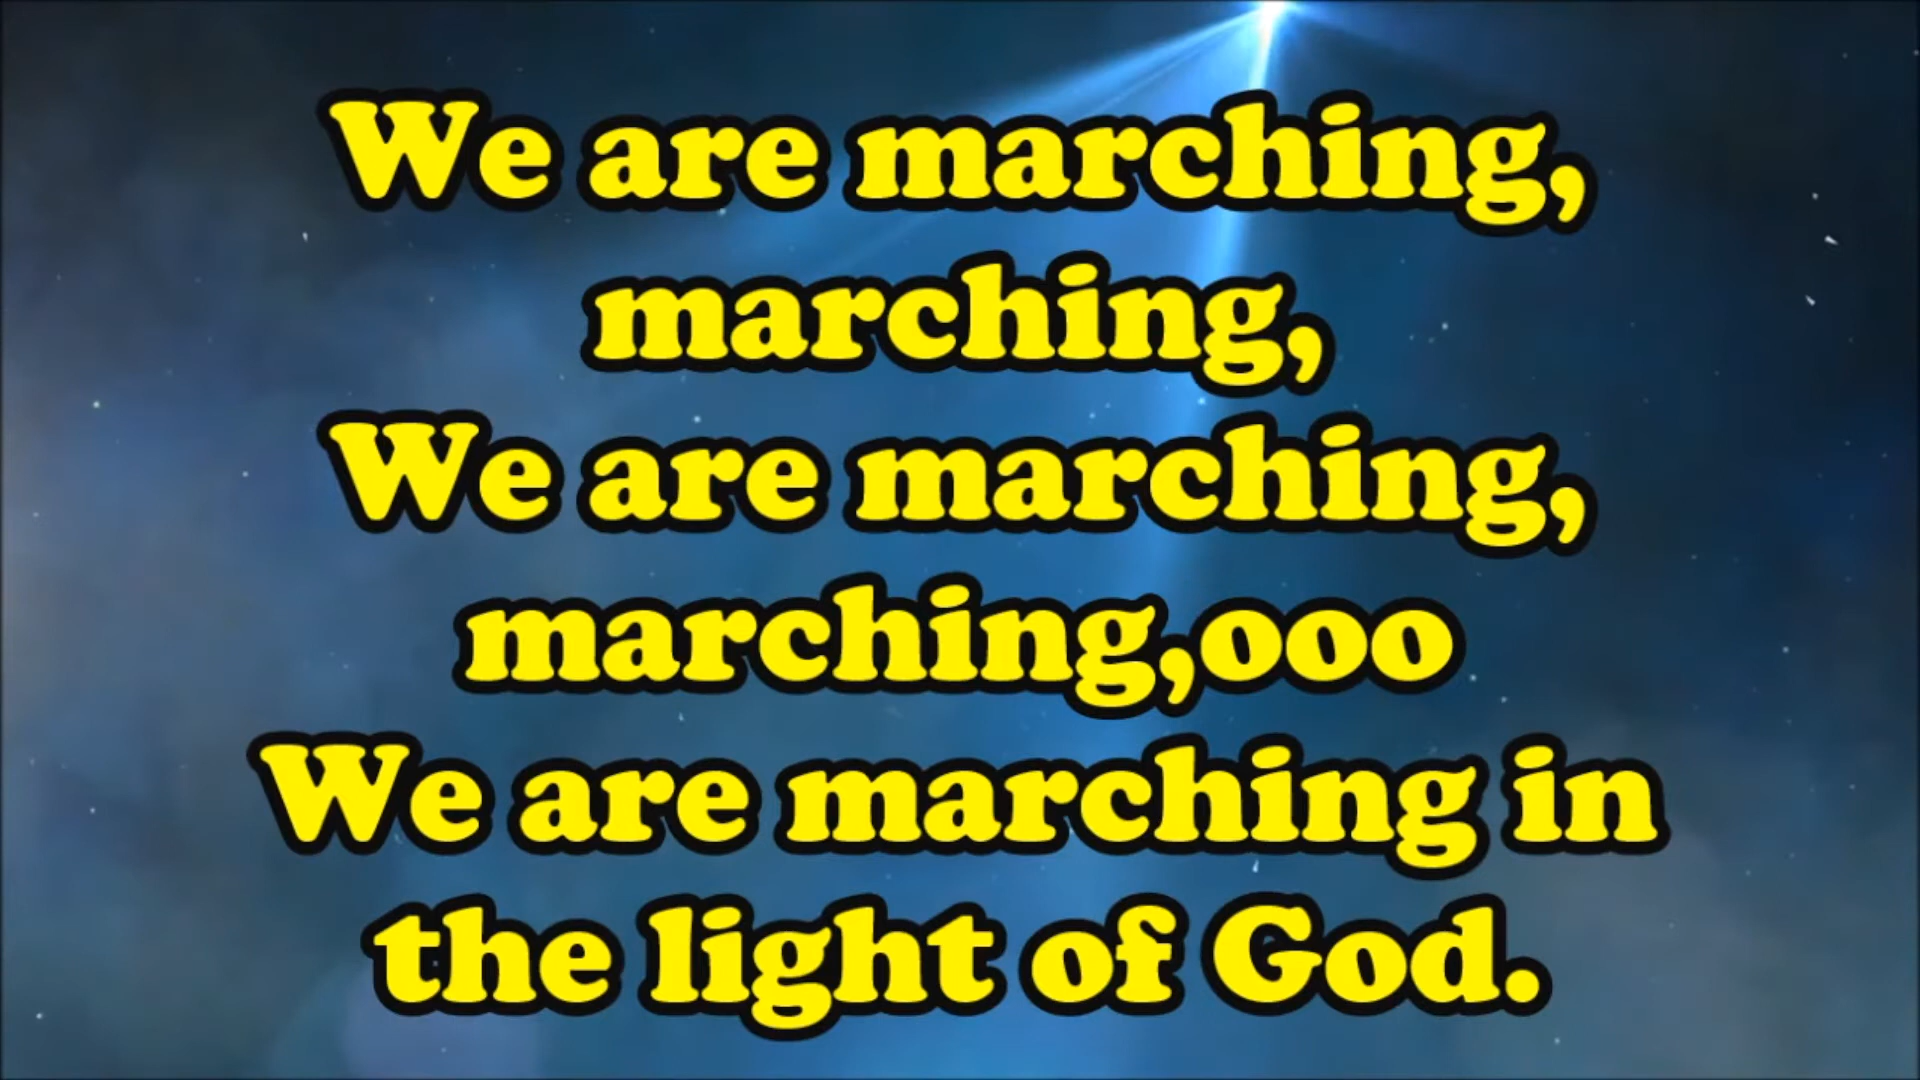 We are marching,
marching,
We are marching,
marching,ooo
We are marching in
the light of God.